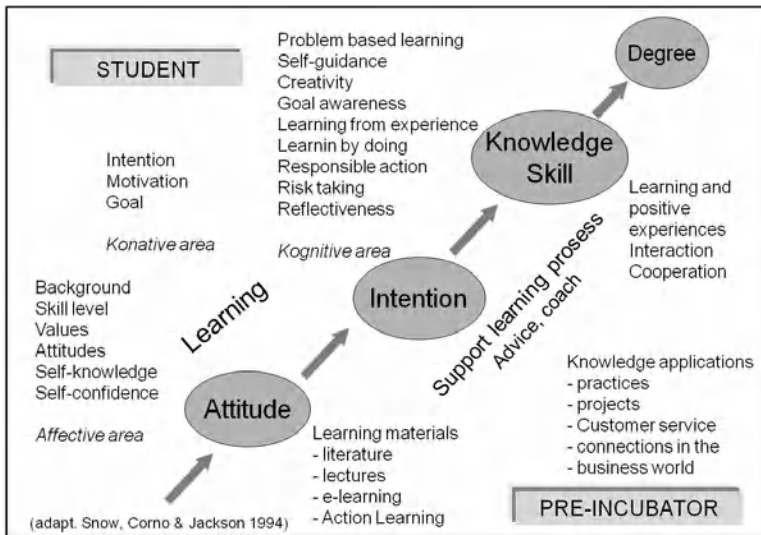 STUDENT
Problem based learning
Self-guidance
Creativity
Goal awareness
Learning from experience
Learnin by doing
Responsible action
Risk taking
Reflectiveness
Kognitive area
Degree
Knowledge
Skill
Intention
Motivation
Goal
Konative area
Learning and
positive
experiences
Interaction
Cooperation
Background
Skill level
Values
Attitudes
Self-knowledge
Self-confidence
Affective area
Learning
Intention
Support learning prosess
Advice, coach
Attitude
Knowledge applications
- practices
- projects
- Customer service
- connections in the
- business world
Learning materials
- literature
- lectures
- e-learning
- Action Learning
PRE-INCUBATOR
(adapt. Snow, Corno & Jackson 1994)